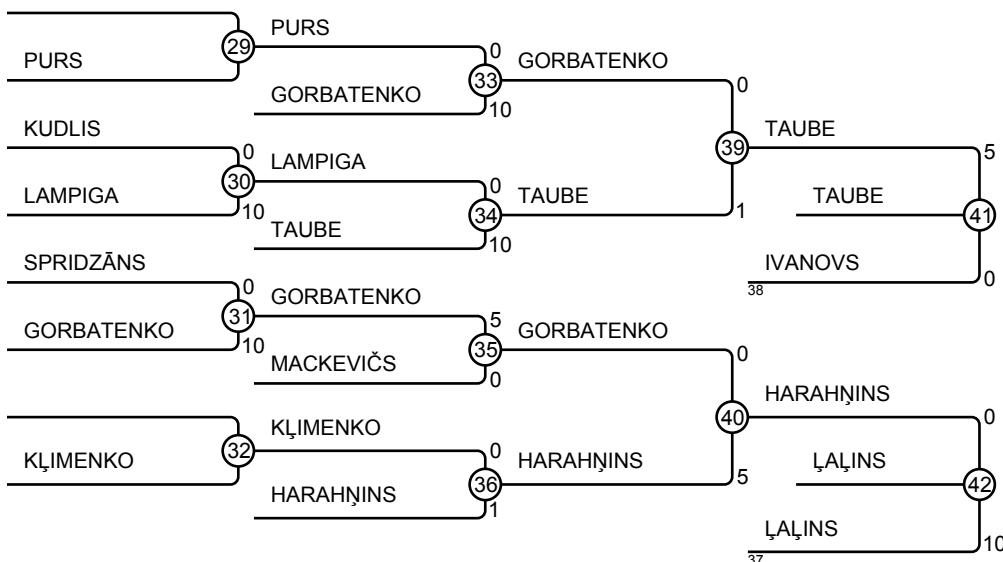 PURS
29
PURS
0
GORBATENKO
33
0
PURS
GORBATENKO
10
KUDLIS
0
39
TAUBE
5
30
LAMPIGA
0
LAMPIGA
10
34
TAUBE
1
TAUBE
41
TAUBE
10
SPRIDZĀNS
0
IVANOVS
0
38
31
GORBATENKO
5
GORBATENKO
10
35
GORBATENKO
0
MACKEVIČS
0
40
HARAHŅINS
0
32
KĻIMENKO
0
KĻIMENKO
36
HARAHŅINS
5
ĻAĻINS
42
HARAHŅINS
1
ĻAĻINS
10
37